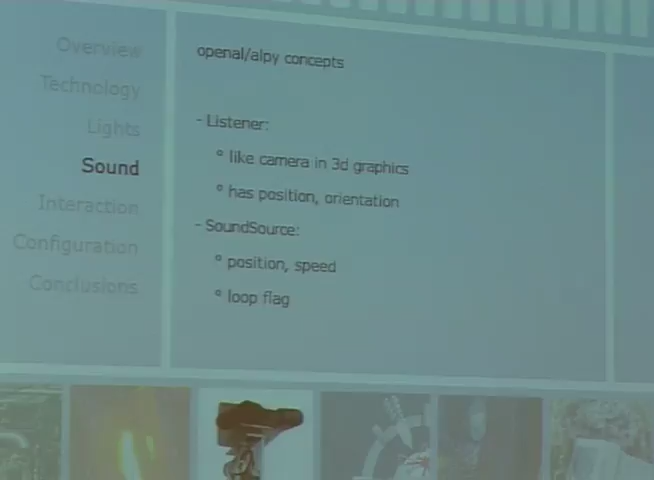 Overview
Technology
Lights
Sound
Interaction
Configuration
Conclusions
openal/alpy concepts
- Listener:
° like camera in 3d graphics
° has position, orientation
- SoundSource:
° position, speed
° loop flag